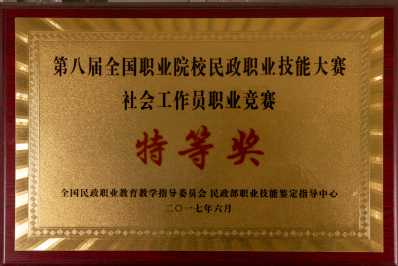 第八届全国职业院校民政职业技能大赛
社会工作员职业竞赛
特等奖
全国民政职业教育教学指导委员会 民政部职业技能鉴定指导中心
二〇一七年六月